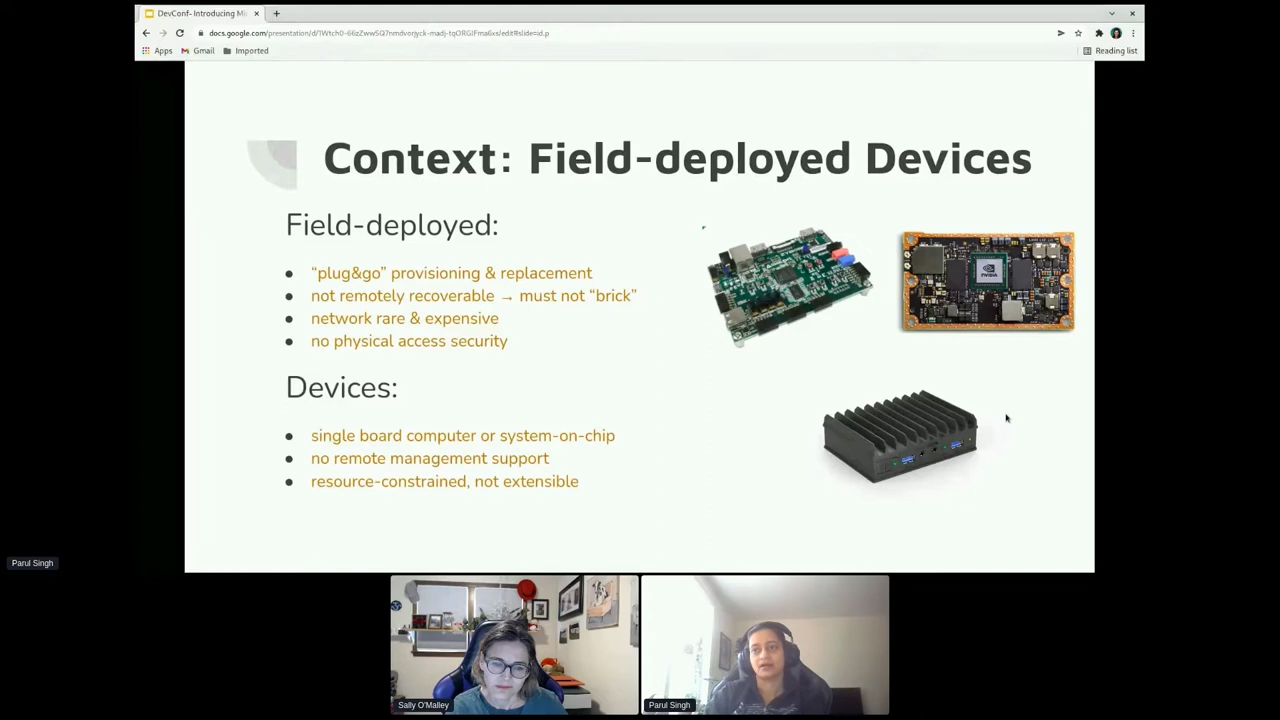 DevConf- Introducing Mi
Apps
Gmail
Imported
Reading list
Context: Field-deployed Devices
Field-deployed:
● “plug&go” provisioning & replacement
● not remotely recoverable → must not “brick”
● network rare & expensive
● no physical access security
Devices:
● single board computer or system-on-chip
● no remote management support
● resource-constrained, not extensible
NVIDIA
Parul Singh
Sally O'Malley
Parul Singh